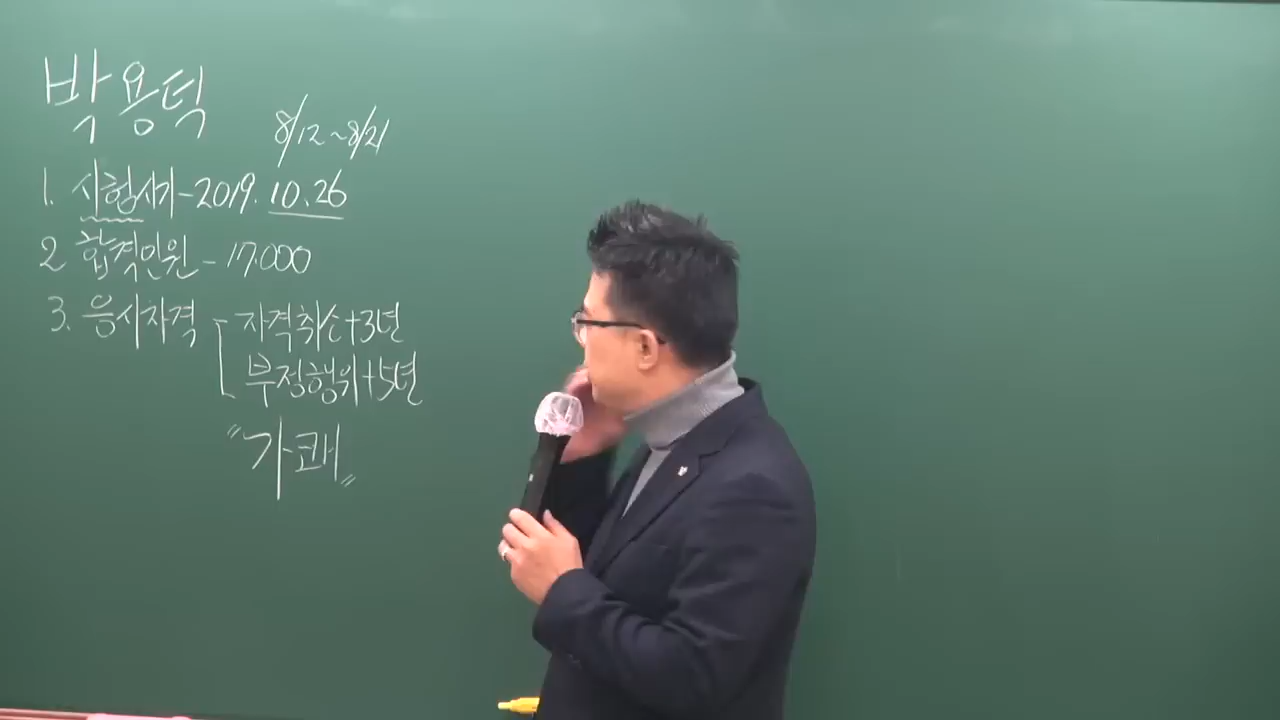 박용덕
8/12~8/21
1. 시험시기-2019.10.26
2 합격인원-17.000
3. 응시자격 자격취소+3년
부정행위+5년
"가쾌"